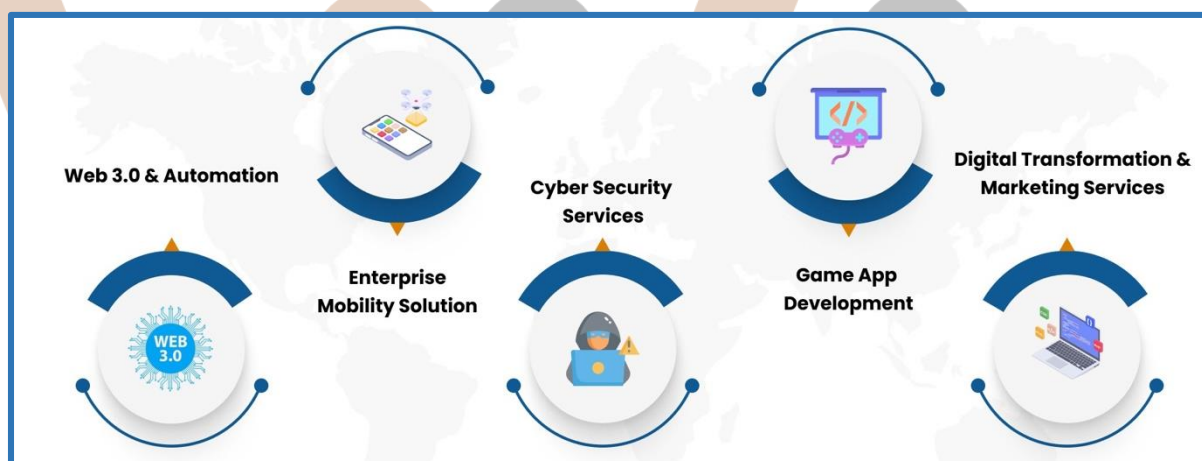 Web 3.0 & Automation
WEB
3.0
Enterprise
Mobility Solution
Cyber Security
Services
Game App
Development
Digital Transformation &
Marketing Services